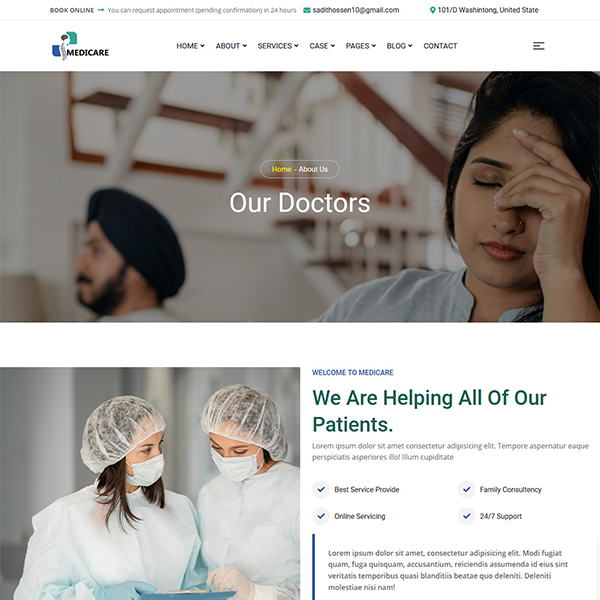 BOOK ONLINE → You can request appointment (pending confirmation) in 24 hours sadithossen10@gmail.com 101/D Washintong, United State
MEDICARE HOME ABOUT SERVICES CASE PAGES BLOG CONTACT
Home - About Us
Our Doctors
WELCOME TO MEDICARE
We Are Helping All Of Our
Patients.
Lorem ipsum dolor sit amet consectetur adipisicing elit. Tempore aspernatur eaque
perspiciatis asperiores illo! Illum cupiditate
Best Service Provide Family Consultency
Online Servicing 24/7 Support
Lorem ipsum dolor sit amet consectetur adipisicing elit. Modi fugiat
quam, fuga quisquam, accusantium, reiciendis assumenda id eius sint
veritatis temporibus quasi blanditiis beatae quo deleniti. Deleniti
molestiae nisi nam!